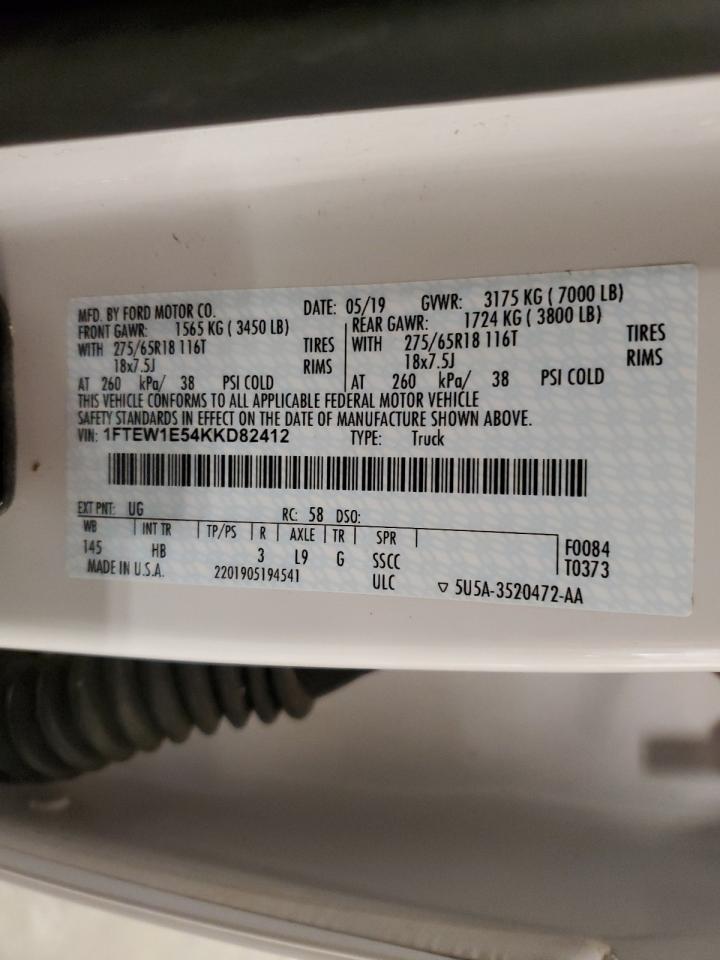 MFD. BY FORD MOTOR CO. DATE: 05/19 GVWR: 3175 KG ( 7000 LB)
FRONT GAWR: 1565 KG ( 3450 LB) REAR GAWR: 1724 KG ( 3800 LB)
WITH 275/65R18 116T TIRES WITH 275/65R18 116T TIRES
18x7.5J RIMS 18x7.5J RIMS
AT 260 kPa/ 38 PSI COLD AT 260 kPa/ 38 PSI COLD
THIS VEHICLE CONFORMS TO ALL APPLICABLE FEDERAL MOTOR VEHICLE
SAFETY STANDARDS IN EFFECT ON THE DATE OF MANUFACTURE SHOWN ABOVE.
VIN: 1FTEW1E54KKD82412 TYPE: Truck
EXT PNT: UG RC: 58 DSO:
WB INT TR TP/PS R AXLE TR SPR
145 HB 3 L9 G SSCC F0084
MADE IN U.S.A. 2201905194541 ULC T0373
5U5A-3520472-AA